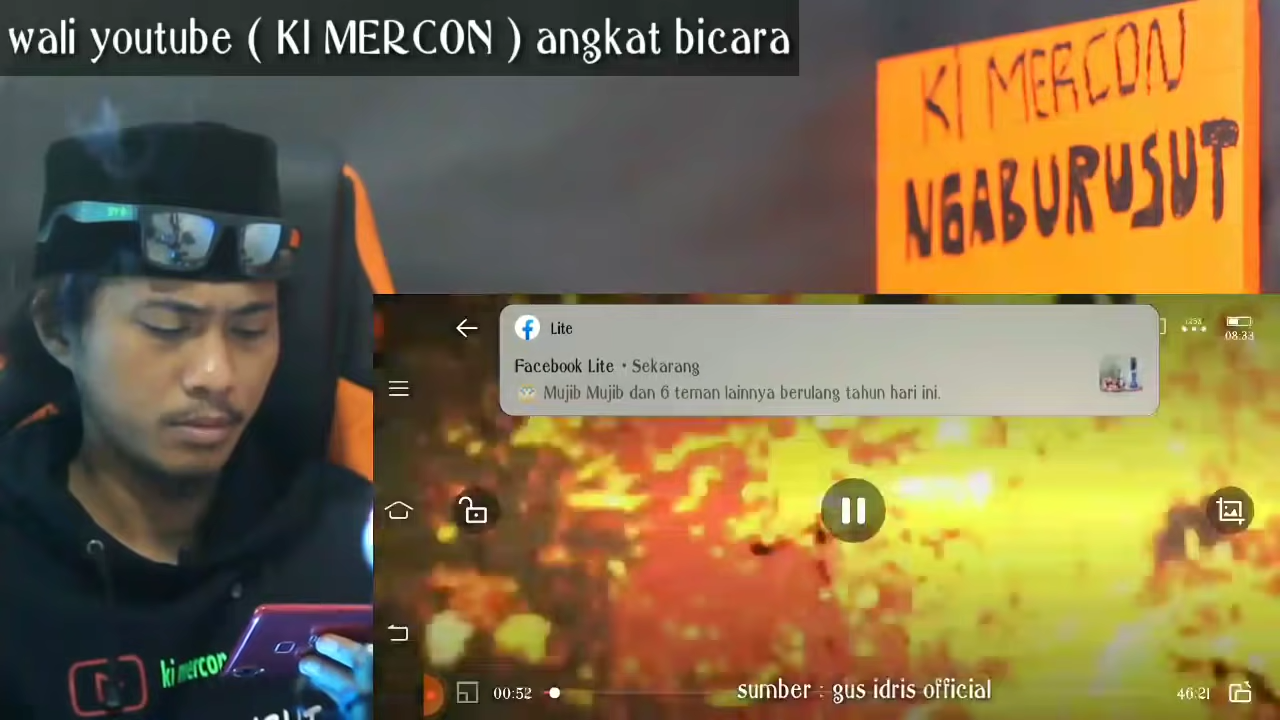 wali youtube ( KI MERCON ) angkat bicara
KI MERCON
NGABURUSUT
Lite
08:33
Facebook Lite • Sekarang
Mujib Mujib dan 6 teman lainnya berulang tahun hari ini.
ki mercon
00:52
sumber : gus idris official
46:21